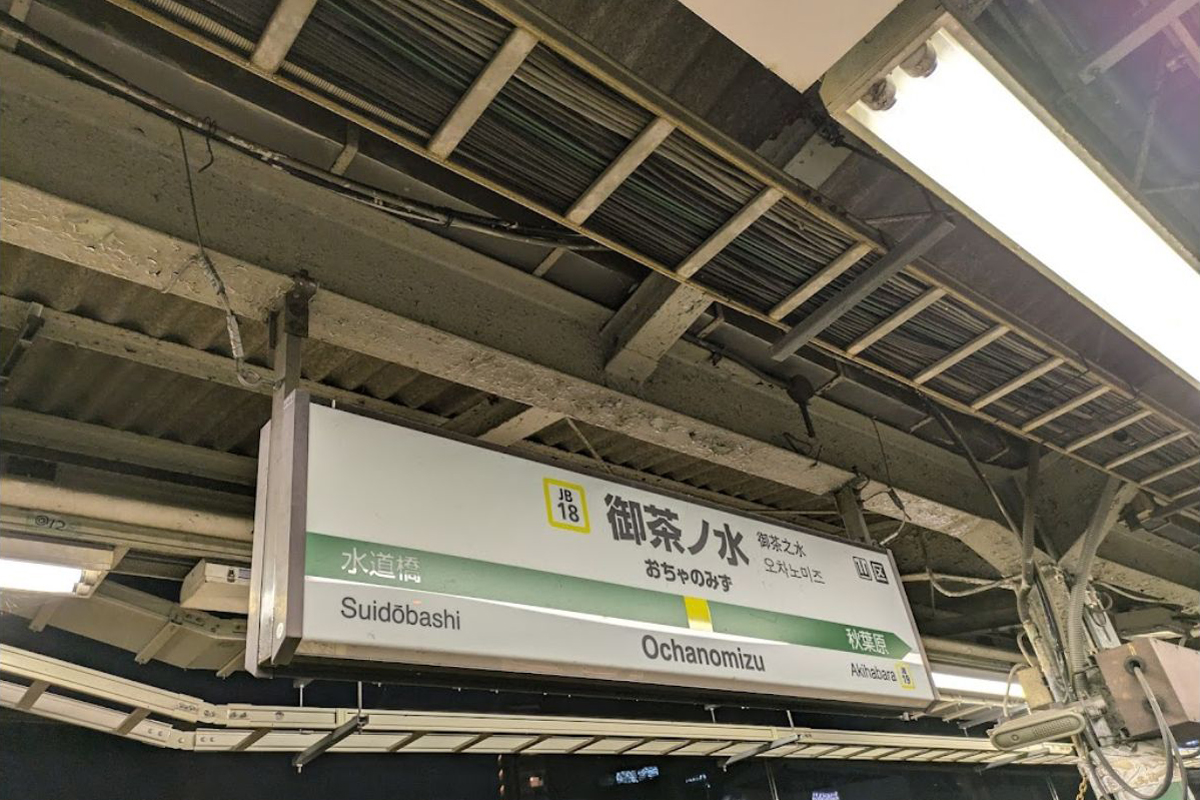 JB
18
御茶ノ水
おちゃのみず
御茶之水
오차노미즈
山 区
水道橋
秋葉原
Suidōbashi
Ochanomizu
Akihabara
19